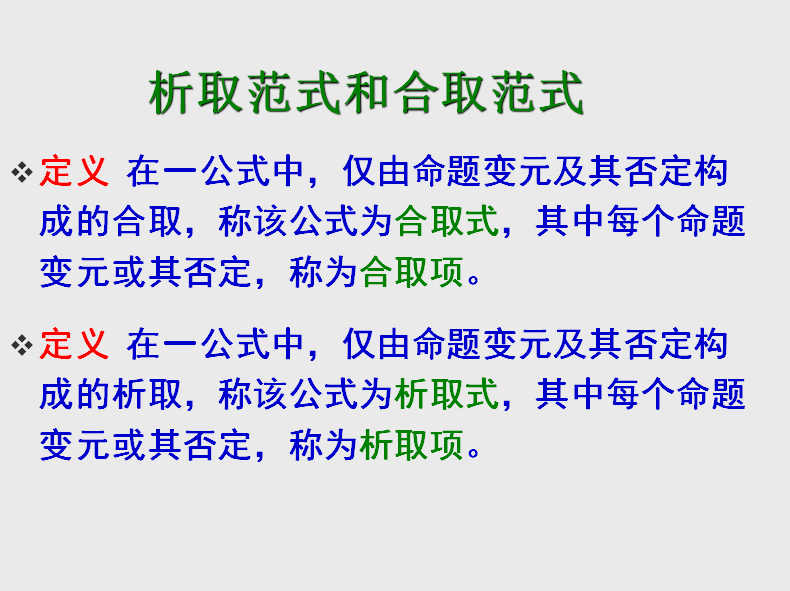 析取范式和合取范式
❖定义 在一公式中，仅由命题变元及其否定构
成的合取，称该公式为合取式，其中每个命题
变元或其否定，称为合取项。
❖定义 在一公式中，仅由命题变元及其否定构
成的析取，称该公式为析取式，其中每个命题
变元或其否定，称为析取项。